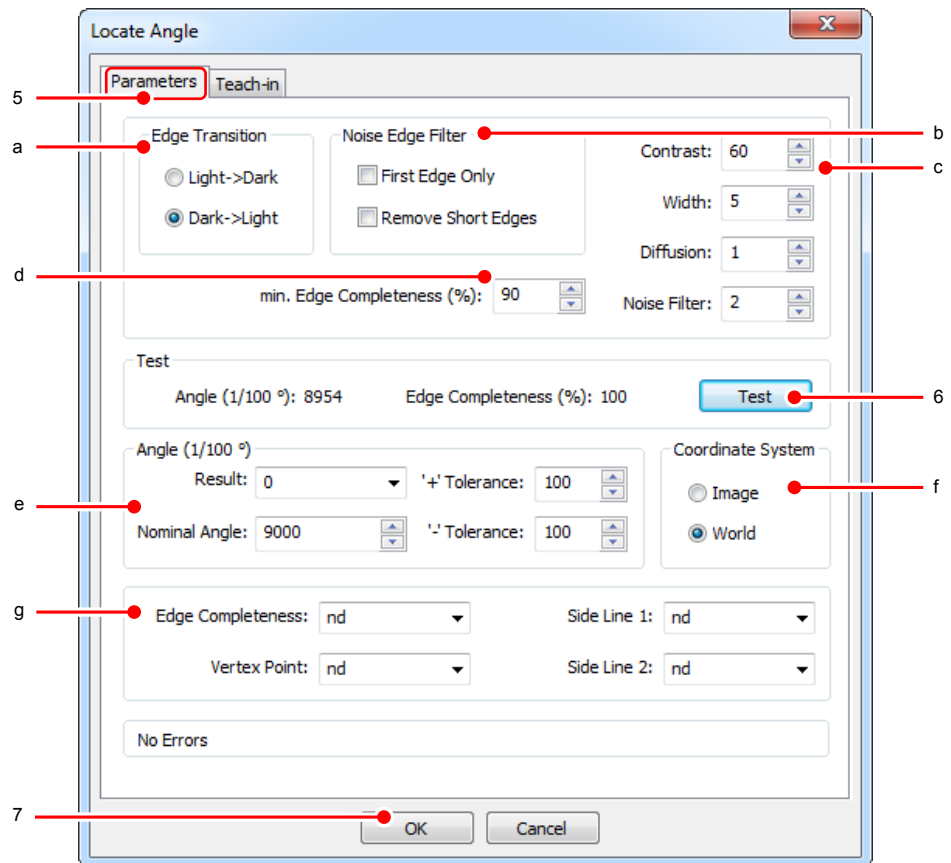 Locate Angle
Parameters Teach-in
5
a Edge Transition Noise Edge Filter b
Light->Dark First Edge Only Contrast: 60 c
Dark->Light Remove Short Edges Width: 5
Diffusion: 1
d min. Edge Completeness (%): 90 Noise Filter: 2
Test
Angle (1/100 °): 8954 Edge Completeness (%): 100 Test 6
Angle (1/100 °) Coordinate System
Result: 0 '+' Tolerance: 100 Image f
e
Nominal Angle: 9000 '-' Tolerance: 100 World
g Edge Completeness: nd Side Line 1: nd
Vertex Point: nd Side Line 2: nd
No Errors
7 OK Cancel